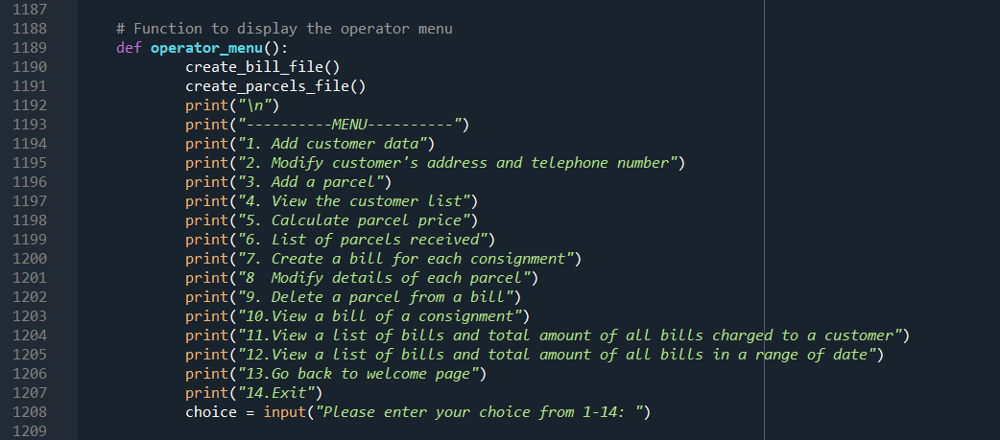 1187
1188 # Function to display the operator menu
1189 def operator_menu():
1190 create_bill_file()
1191 create_parcels_file()
1192 print("\n")
1193 print("----------MENU----------")
1194 print("1. Add customer data")
1195 print("2. Modify customer's address and telephone number")
1196 print("3. Add a parcel")
1197 print("4. View the customer list")
1198 print("5. Calculate parcel price")
1199 print("6. List of parcels received")
1200 print("7. Create a bill for each consignment")
1201 print("8  Modify details of each parcel")
1202 print("9. Delete a parcel from a bill")
1203 print("10.View a bill of a consignment")
1204 print("11.View a list of bills and total amount of all bills charged to a customer")
1205 print("12.View a list of bills and total amount of all bills in a range of date")
1206 print("13.Go back to welcome page")
1207 print("14.Exit")
1208 choice = input("Please enter your choice from 1-14: ")
1209